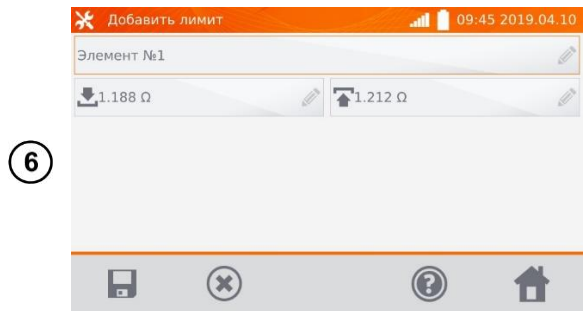 Добавить лимит 09:45 2019.04.10
Элемент №1
1.188 Ω 1.212 Ω
6
?